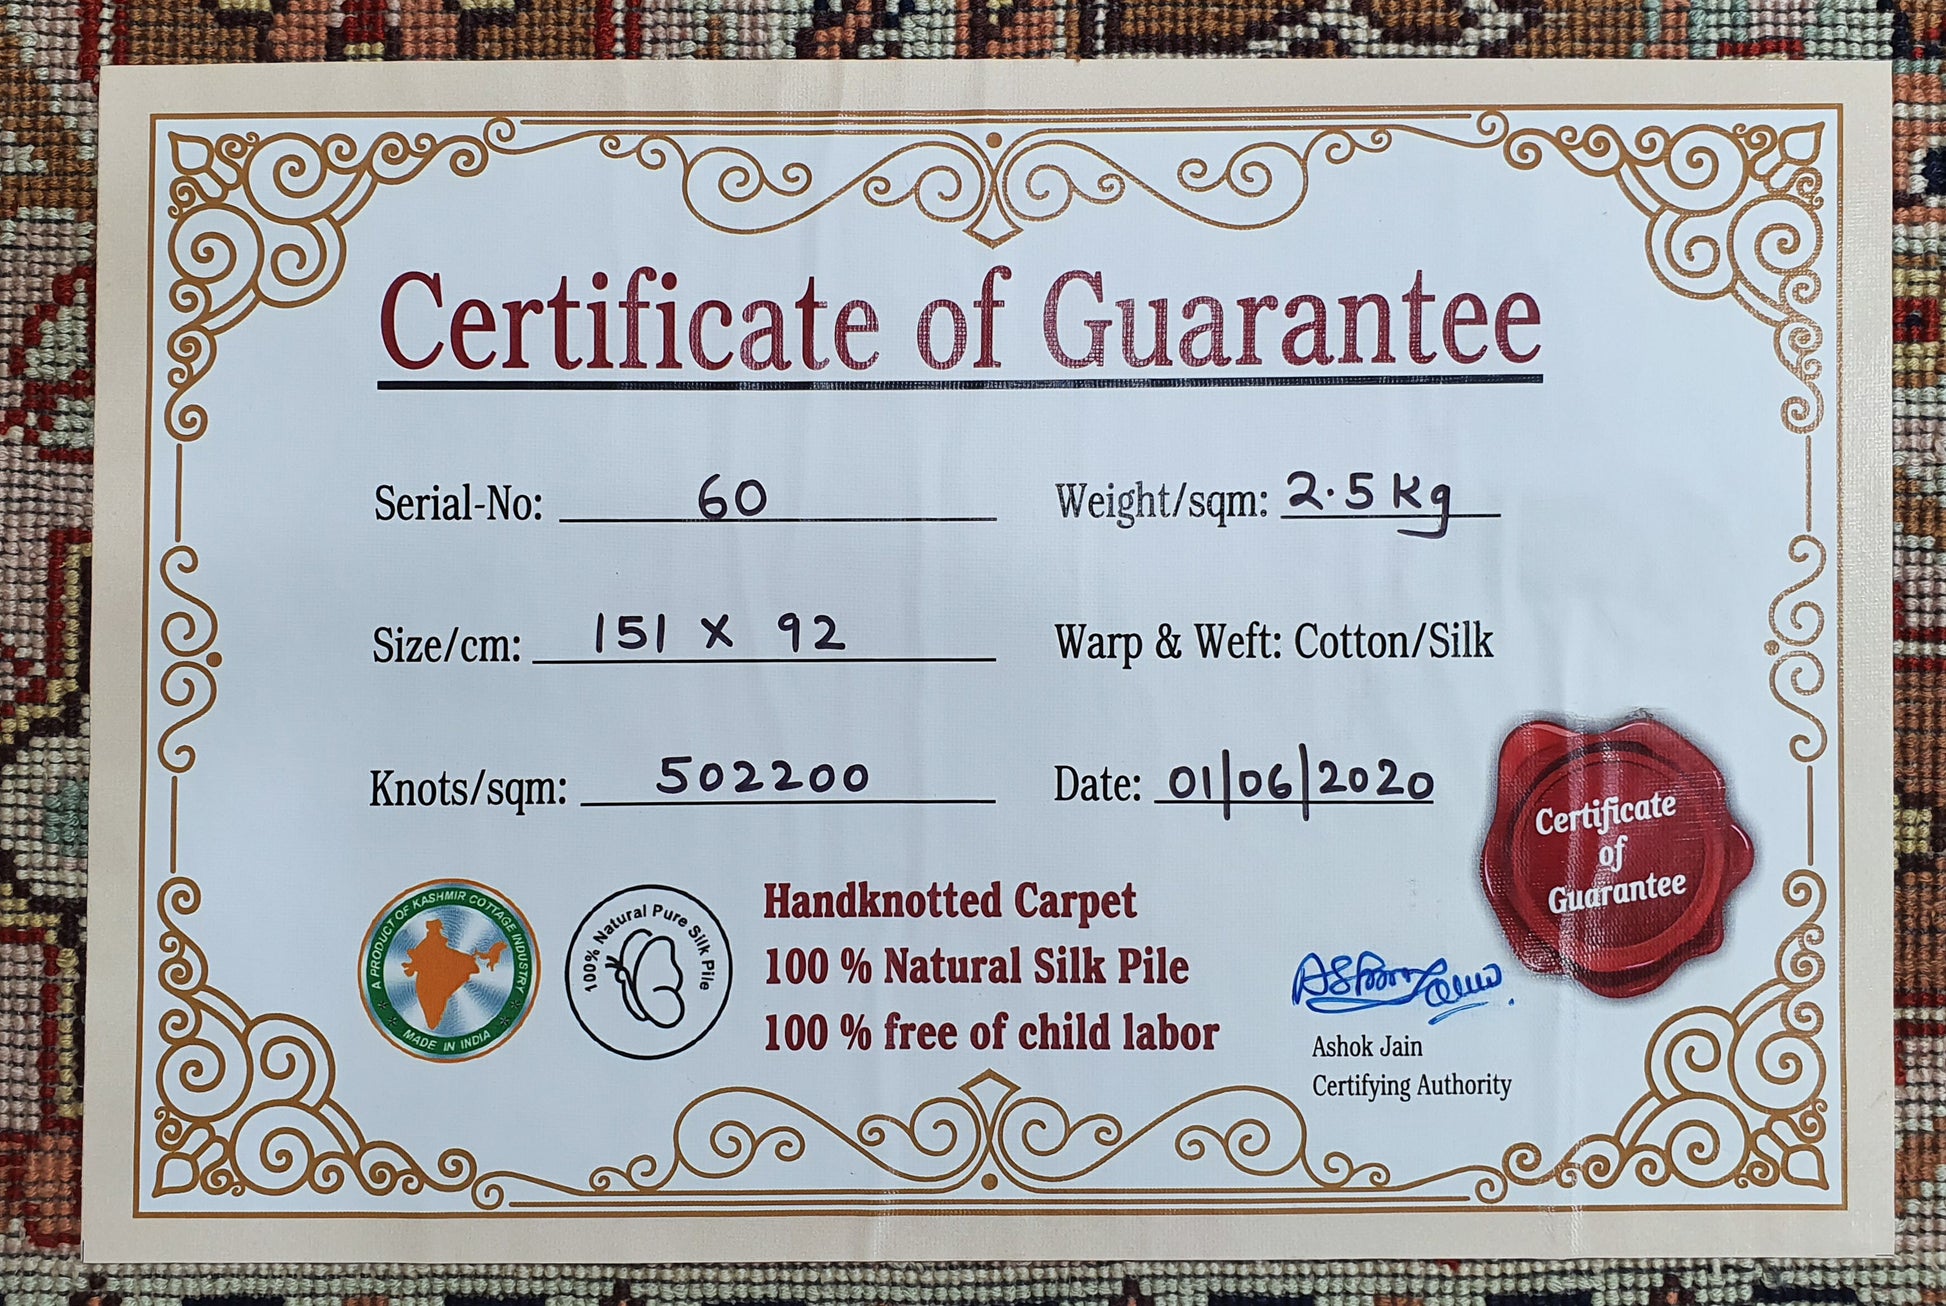 Certificate of Guarantee
Serial-No: 60
Weight/sqm: 2.5 Kg
Size/cm: 151 X 92
Warp & Weft: Cotton/Silk
Knots/sqm: 502200
Date: 01/06/2020
Certificate
of
Guarantee
A PRODUCT OF KASHMIR COTTAGE INDUSTRY
MADE IN INDIA
100% Natural Pure Silk Pile
Handknotted Carpet
100 % Natural Silk Pile
100 % free of child labor
Ashok Jain
Certifying Authority